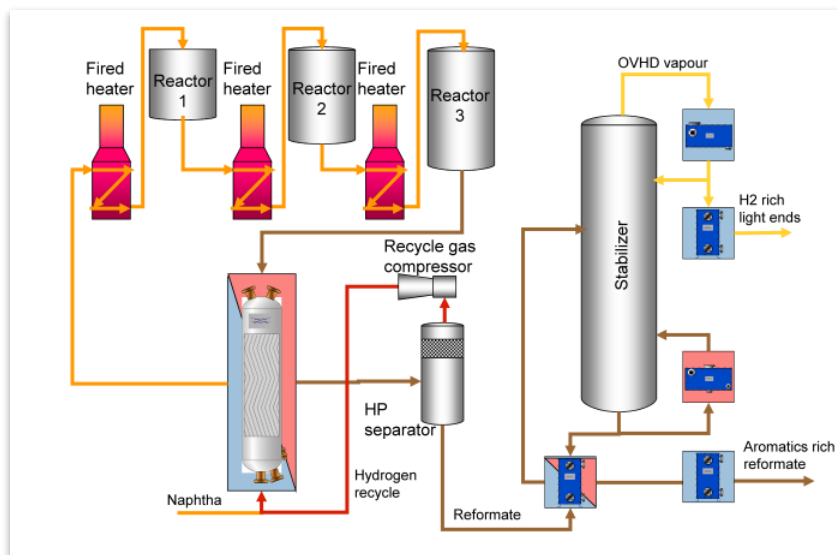 Fired
heater
Reactor
1
Fired
heater
Reactor
2
Fired
heater
Reactor
3
OVHD vapour
H2 rich
light ends
Recycle gas
compressor
Stabilizer
HP
separator
Aromatics rich
reformate
Naphtha
Hydrogen
recycle
Reformate